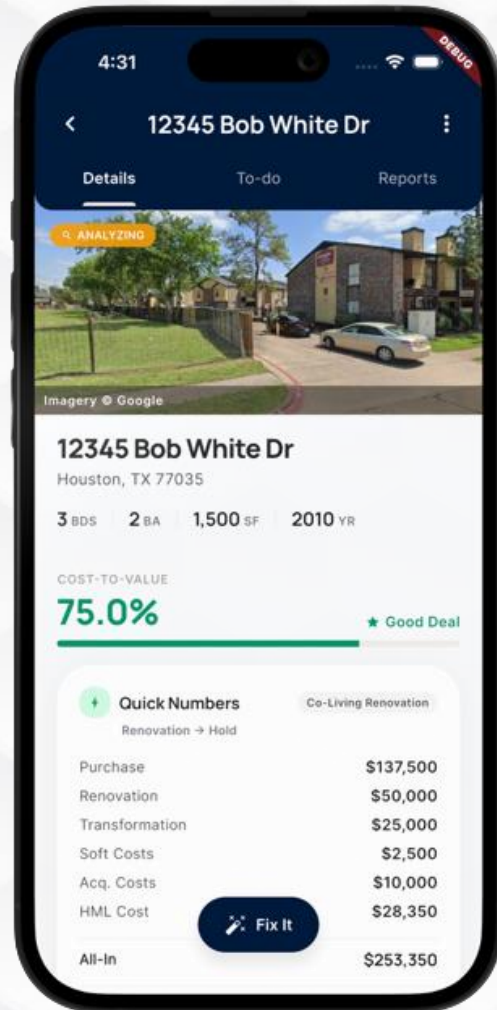 4:31
DEBUG
12345 Bob White Dr
Details To-do Reports
ANALYZING
Imagery © Google
12345 Bob White Dr
Houston, TX 77035
3 BDS 2 BA 1,500 SF 2010 YR
COST-TO-VALUE
75.0%
★ Good Deal
Quick Numbers Co-Living Renovation
Renovation → Hold
Purchase $137,500
Renovation $50,000
Transformation $25,000
Soft Costs $2,500
Acq. Costs $10,000
HML Cost $28,350
Fix It
All-In $253,350